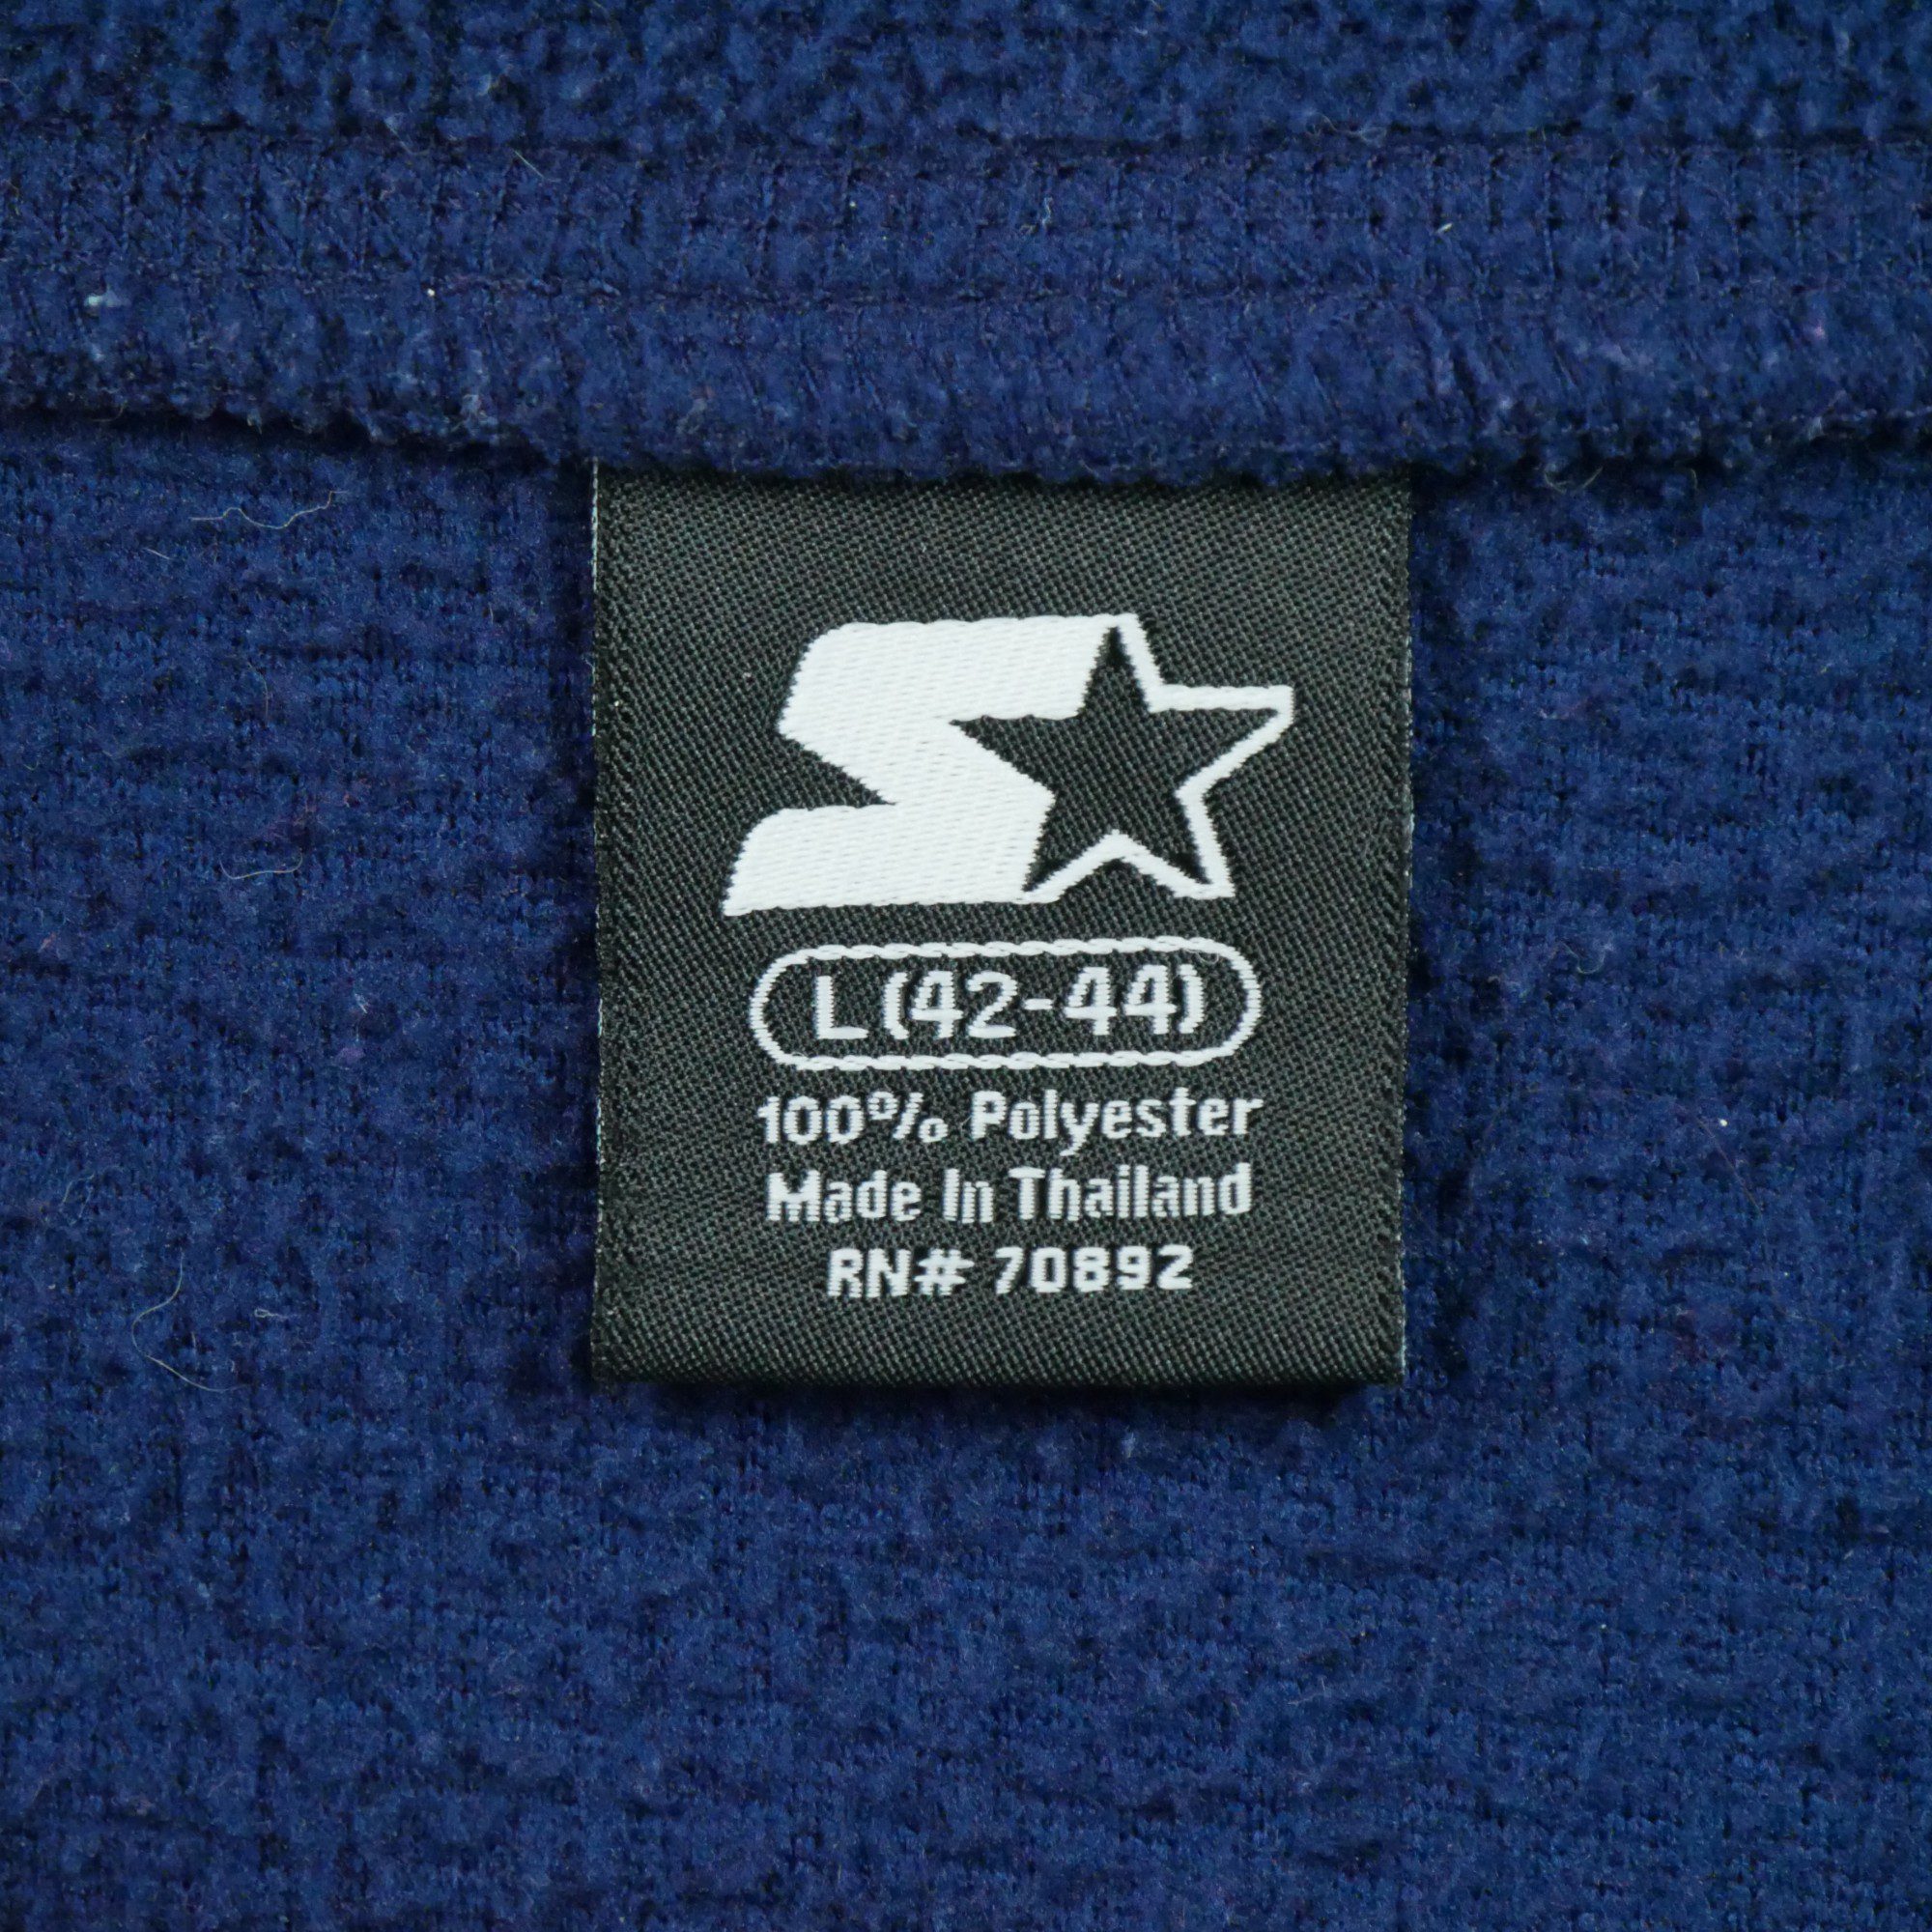 L (42-44)
100% Polyester
Made In Thailand
RN# 70892